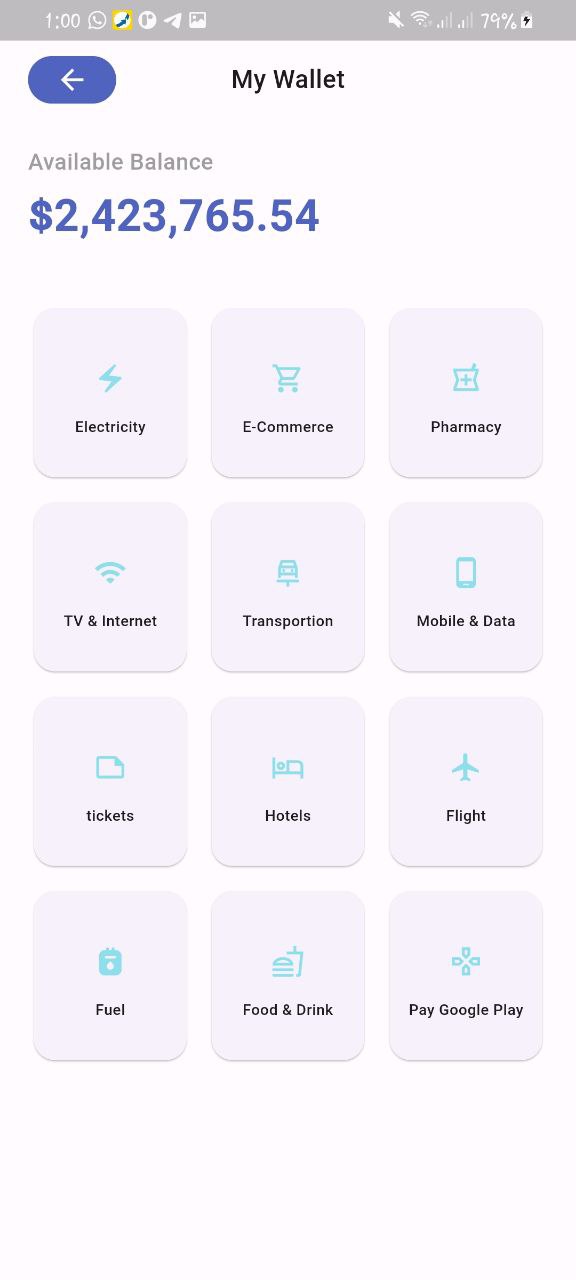 1:00 79%
My Wallet
Available Balance
$2,423,765.54
Electricity E-Commerce Pharmacy
TV & Internet Transportion Mobile & Data
tickets Hotels Flight
Fuel Food & Drink Pay Google Play